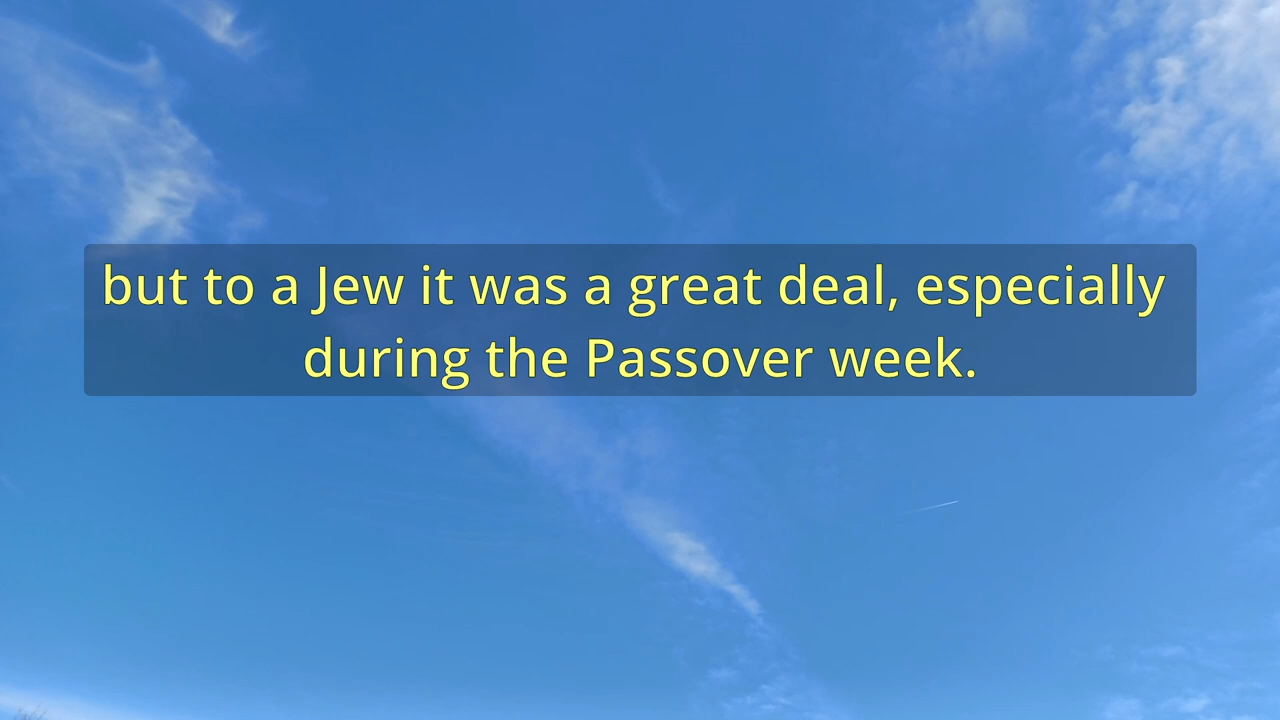 but to a Jew it was a great deal, especially
during the Passover week.